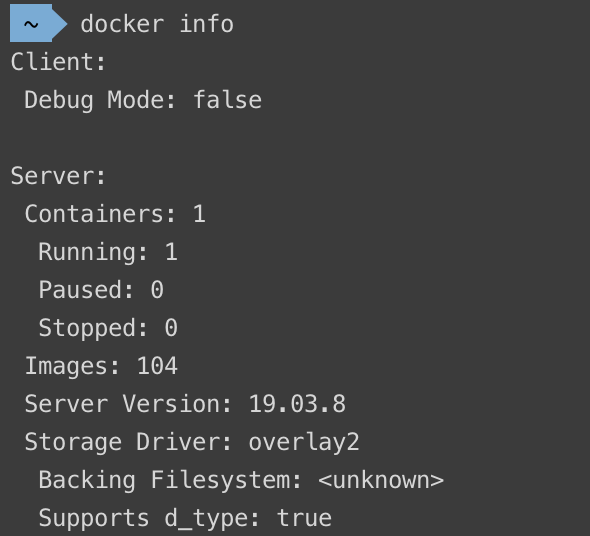 ~ docker info
Client:
 Debug Mode: false

Server:
 Containers: 1
  Running: 1
  Paused: 0
  Stopped: 0
 Images: 104
 Server Version: 19.03.8
 Storage Driver: overlay2
  Backing Filesystem: <unknown>
  Supports d_type: true